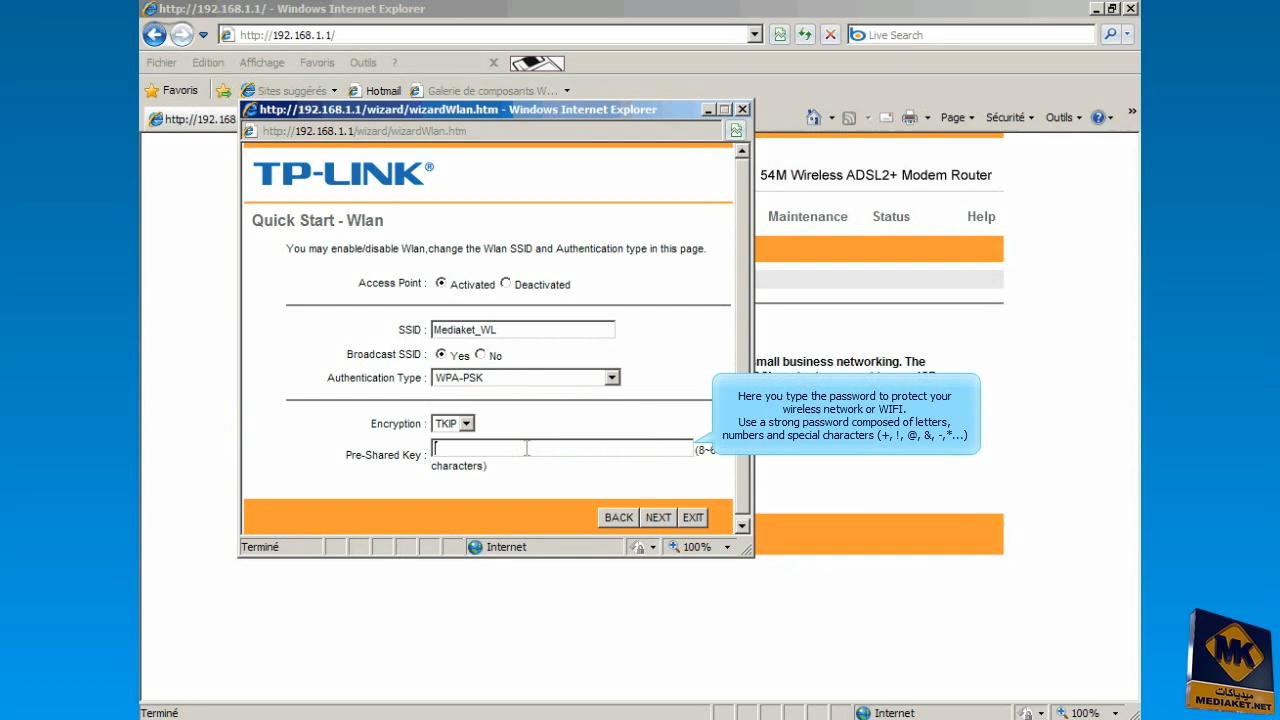 http://192.168.1.1/ - Windows Internet Explorer
http://192.168.1.1/
Live Search
Fichier Edition Affichage Favoris Outils ?
Favoris Sites suggérés Hotmail Galerie de composants W...
http://192.168
Page Sécurité Outils
http://192.168.1.1/wizard/wizardWlan.htm - Windows Internet Explorer
http://192.168.1.1/wizard/wizardWlan.htm
TP-LINK®
54M Wireless ADSL2+ Modem Router
Maintenance Status Help
Quick Start - Wlan
You may enable/disable Wlan,change the Wlan SSID and Authentication type in this page.
Access Point : Activated Deactivated
SSID : Mediaket_WL
Broadcast SSID : Yes No
Authentication Type : WPA-PSK
small business networking. The
Here you type the password to protect your
wireless network or WIFI.
Use a strong password composed of letters,
numbers and special characters (+, !, @, &, -,*...)
Encryption : TKIP
Pre-Shared Key : (8~6
characters)
BACK NEXT EXIT
Terminé Internet 100%
MK
ميدياكات
MEDIAKET.NET
Terminé Internet 100%